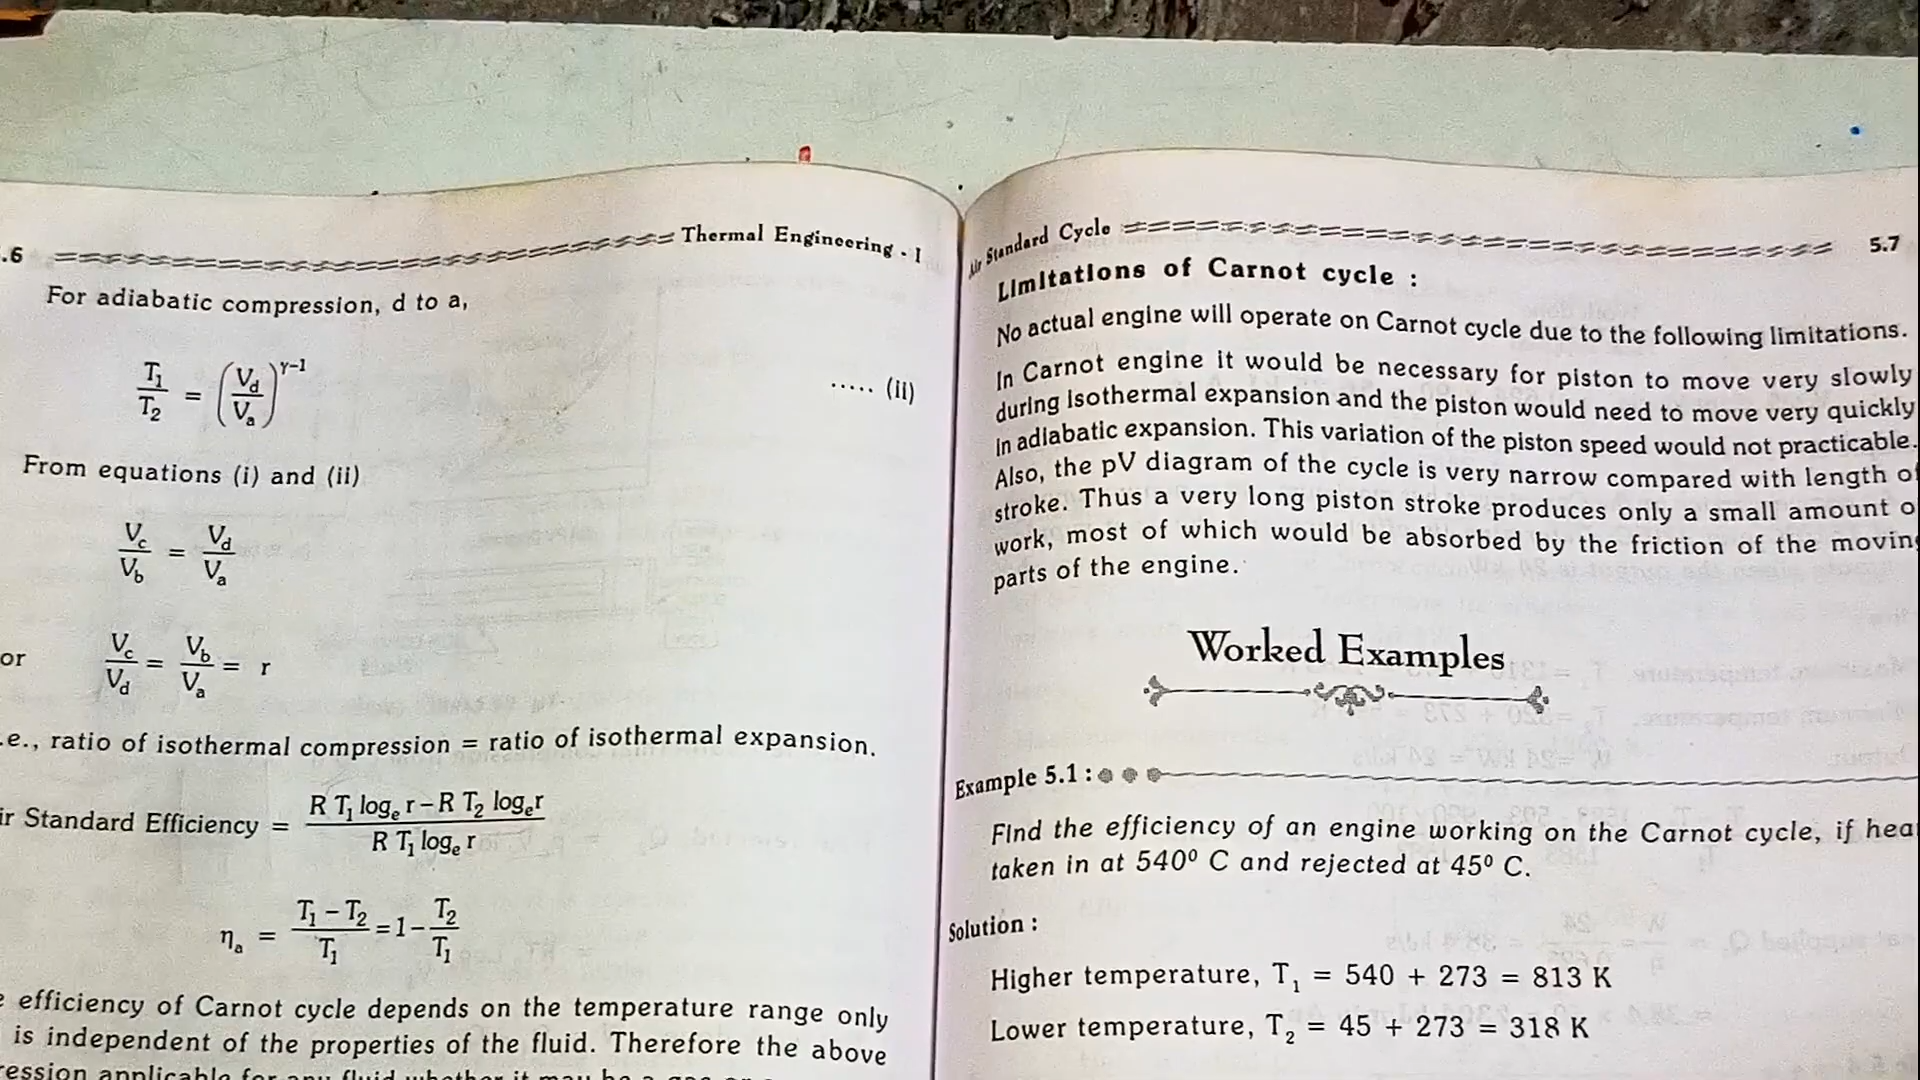 .6 Thermal Engineering - I
For adiabatic compression, d to a,
T₁/T₂ = (V_d/V_a)^(γ–1) ..... (ii)
From equations (i) and (ii)
V_c/V_b = V_d/V_a
or V_c/V_d = V_b/V_a = r
.e., ratio of isothermal compression = ratio of isothermal expansion.
ir Standard Efficiency = (R T₁ logₑ r – R T₂ logₑ r)/(R T₁ logₑ r)
ηₐ = (T₁ – T₂)/T₁ = 1 – T₂/T₁
efficiency of Carnot cycle depends on the temperature range only
is independent of the properties of the fluid. Therefore the above
Air Standard Cycle 5.7
Limitations of Carnot cycle :
No actual engine will operate on Carnot cycle due to the following limitations.
In Carnot engine it would be necessary for piston to move very slowly
during isothermal expansion and the piston would need to move very quickly
in adiabatic expansion. This variation of the piston speed would not practicable.
Also, the pV diagram of the cycle is very narrow compared with length o
stroke. Thus a very long piston stroke produces only a small amount o
work, most of which would be absorbed by the friction of the moving
parts of the engine.
Worked Examples
Example 5.1 :
Find the efficiency of an engine working on the Carnot cycle, if hea
taken in at 540⁰ C and rejected at 45⁰ C.
Solution :
Higher temperature, T₁ = 540 + 273 = 813 K
Lower temperature, T₂ = 45 + 273 = 318 K